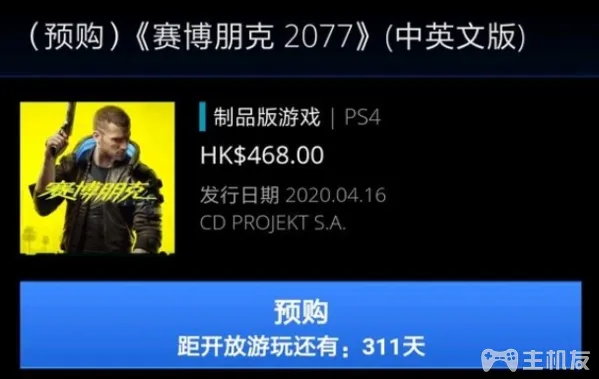 （预购）《赛博朋克 2077》(中英文版)
制品版游戏 | PS4
HK$468.00
发行日期 2020.04.16
CD PROJEKT S.A.
赛博朋克
预购
距开放游玩还有：311天
主机友